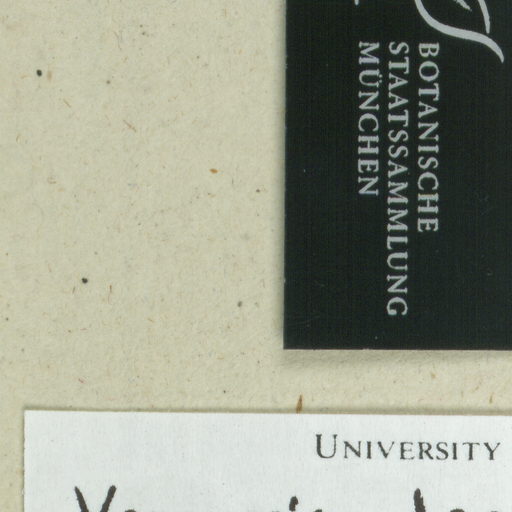 BOTANISCHE
STAATSSAMMLUNG
MÜNCHEN
UNIVERSITY